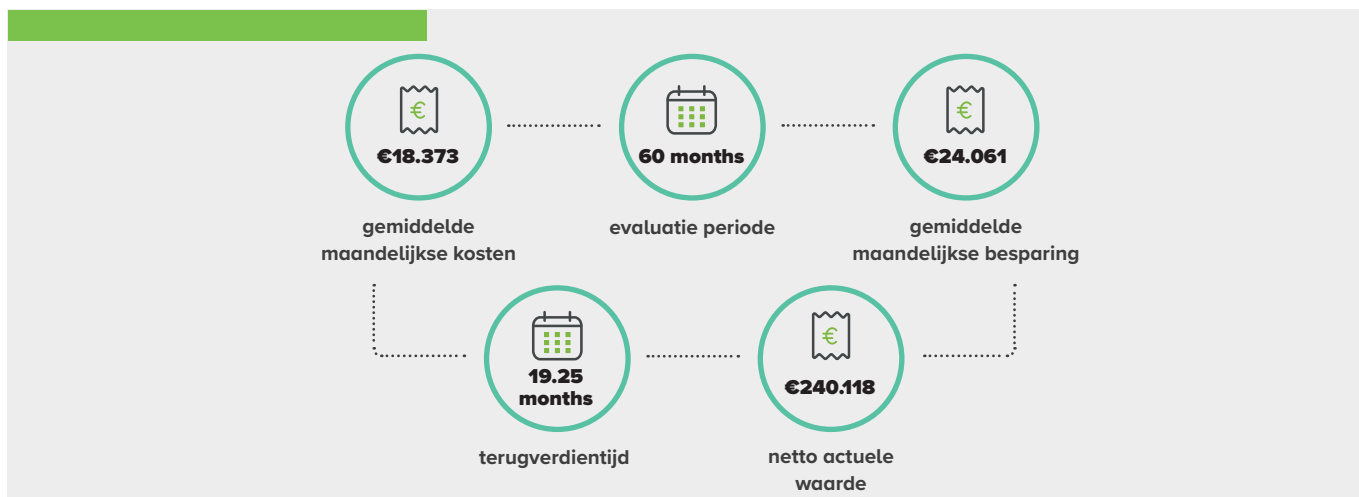 €
€18.373
gemiddelde
maandelijkse kosten
60 months
evaluatie periode
€
€24.061
gemiddelde
maandelijkse besparing
19.25
months
terugverdientijd
€
€240.118
netto actuele
waarde